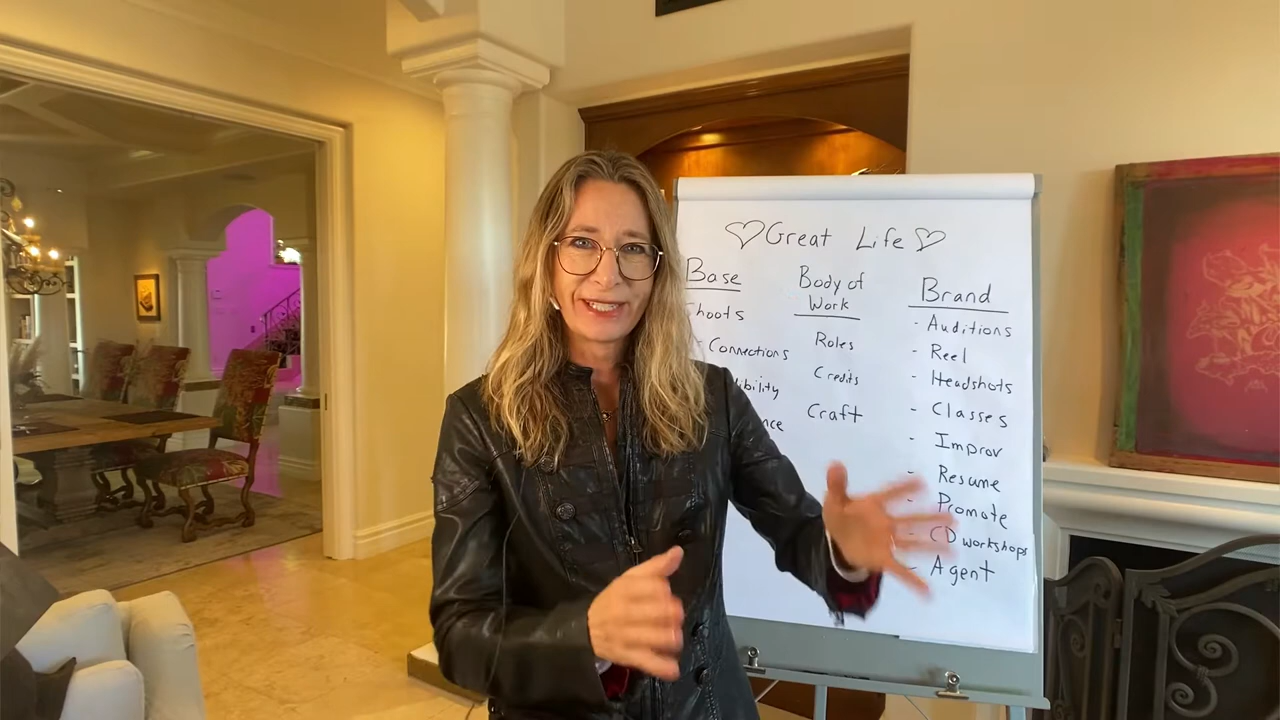 Great Life
Base
hoots
- Connections
dibility
nce
Body of
Work
Roles
Credits
Craft
Brand
- Auditions
- Reel
- Headshots
- Classes
- Improv
- Resume
- Promote
- CD workshops
- Agent